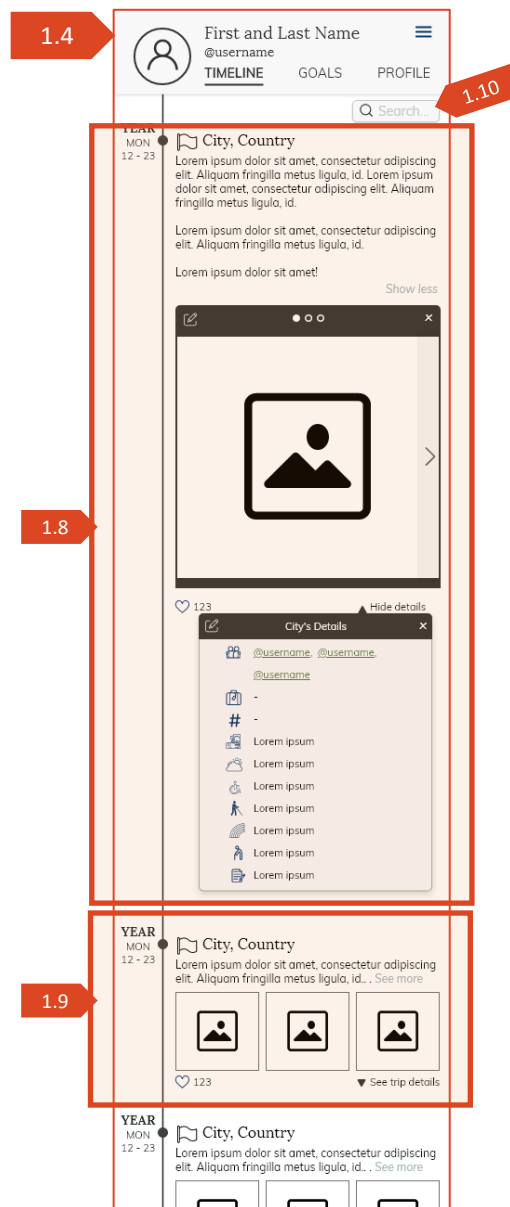 1.4
First and Last Name
@username
TIMELINE GOALS PROFILE
1.10
Search...
YEAR
MON
12 - 23
City, Country
Lorem ipsum dolor sit amet, consectetur adipiscing
elit. Aliquam fringilla metus ligula, id. Lorem ipsum
dolor sit amet, consectetur adipiscing elit. Aliquam
fringilla metus ligula, id.
Lorem ipsum dolor sit amet, consectetur adipiscing
elit. Aliquam fringilla metus ligula, id.
Lorem ipsum dolor sit amet!
Show less
1.8
123 Hide details
City's Details
@username, @username,
@username
-
# -
Lorem ipsum
Lorem ipsum
Lorem ipsum
Lorem ipsum
Lorem ipsum
Lorem ipsum
Lorem ipsum
YEAR
MON
12 - 23
City, Country
Lorem ipsum dolor sit amet, consectetur adipiscing
elit. Aliquam fringilla metus ligula, id.. . See more
1.9
123 See trip details
YEAR
MON
12 - 23
City, Country
Lorem ipsum dolor sit amet, consectetur adipiscing
elit. Aliquam fringilla metus ligula, id.. . See more